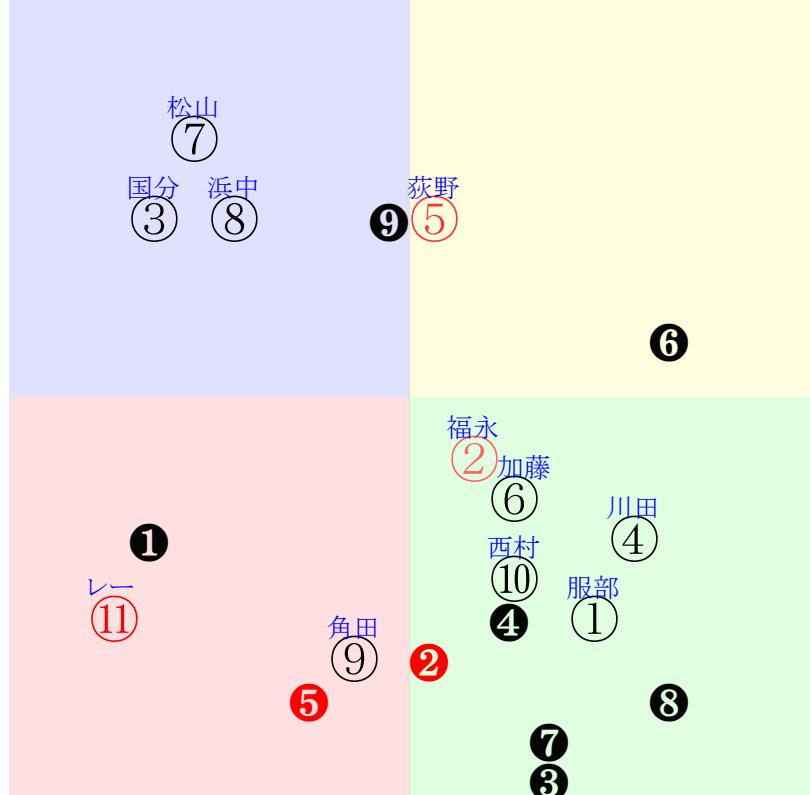 松山
⑦
国分 浜中 荻野
③ ⑧ ❾ ⑤
❻
福永
② 加藤
⑥ 川田
❶ 西村 ④
レー ⑩ 服部
⑪ 角田 ❹ ①
⑨ ❷
❺ ❽
❼
❸